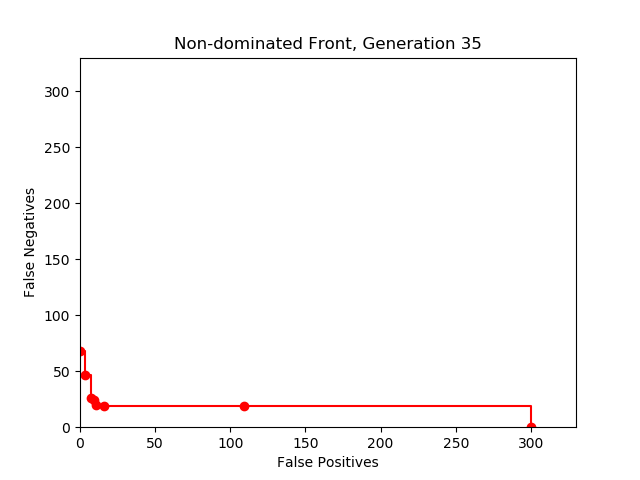 Non-dominated Front, Generation 35
300
250
200
150
100
50
0
False Negatives
0 50 100 150 200 250 300
False Positives